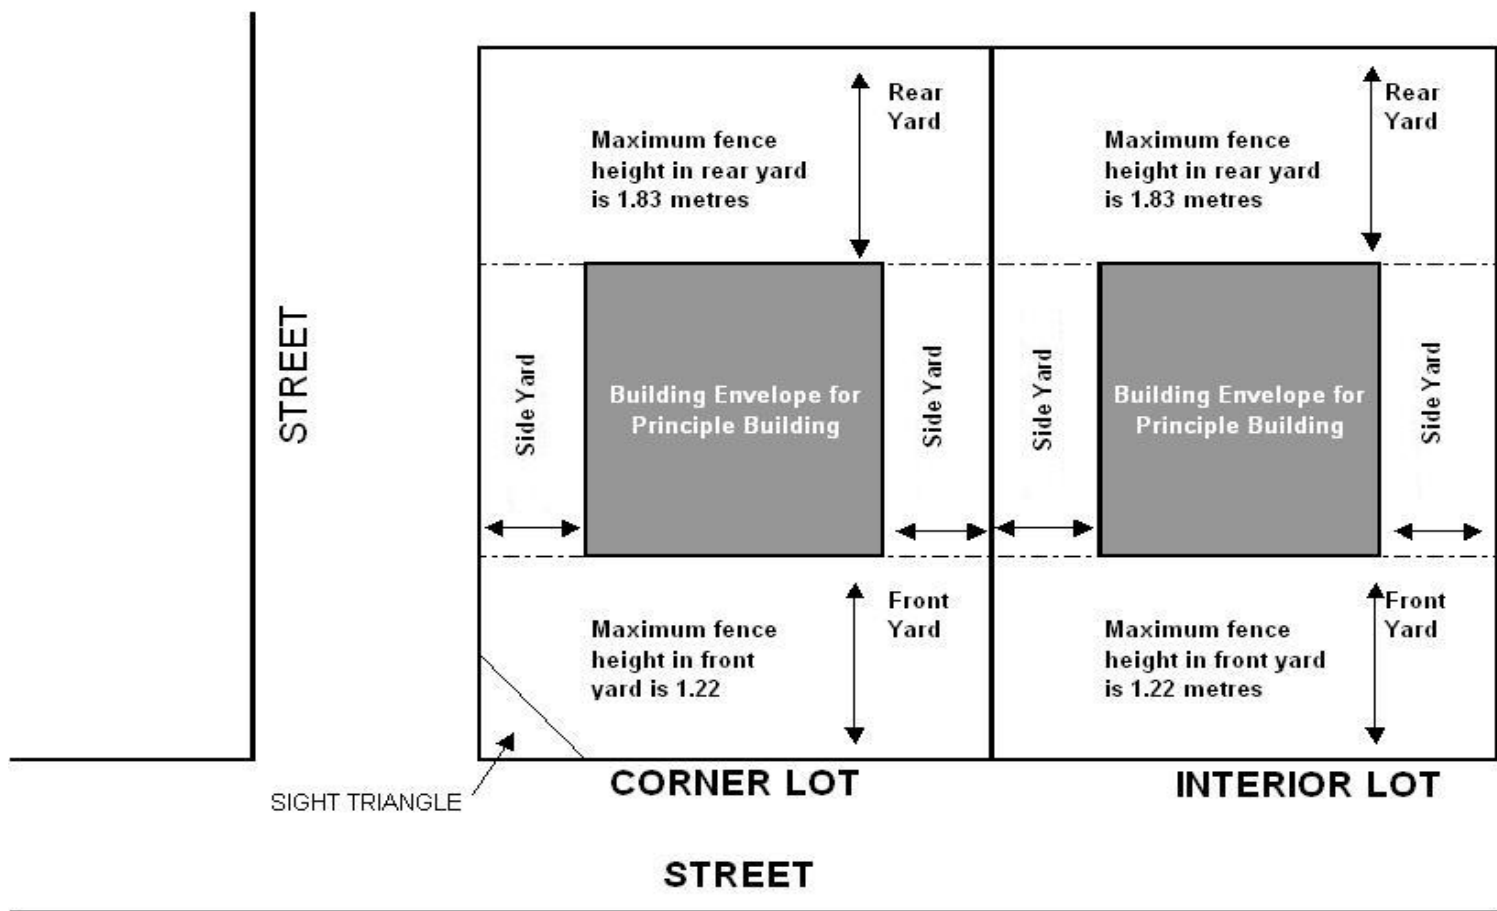 Rear
Yard
Maximum fence
height in rear yard
is 1.83 metres
Rear
Yard
Maximum fence
height in rear yard
is 1.83 metres
STREET
Side Yard
Building Envelope for
Principle Building
Side Yard
Side Yard
Building Envelope for
Principle Building
Side Yard
Front
Yard
Maximum fence
height in front
yard is 1.22
Front
Yard
Maximum fence
height in front yard
is 1.22 metres
SIGHT TRIANGLE
CORNER LOT
INTERIOR LOT
STREET